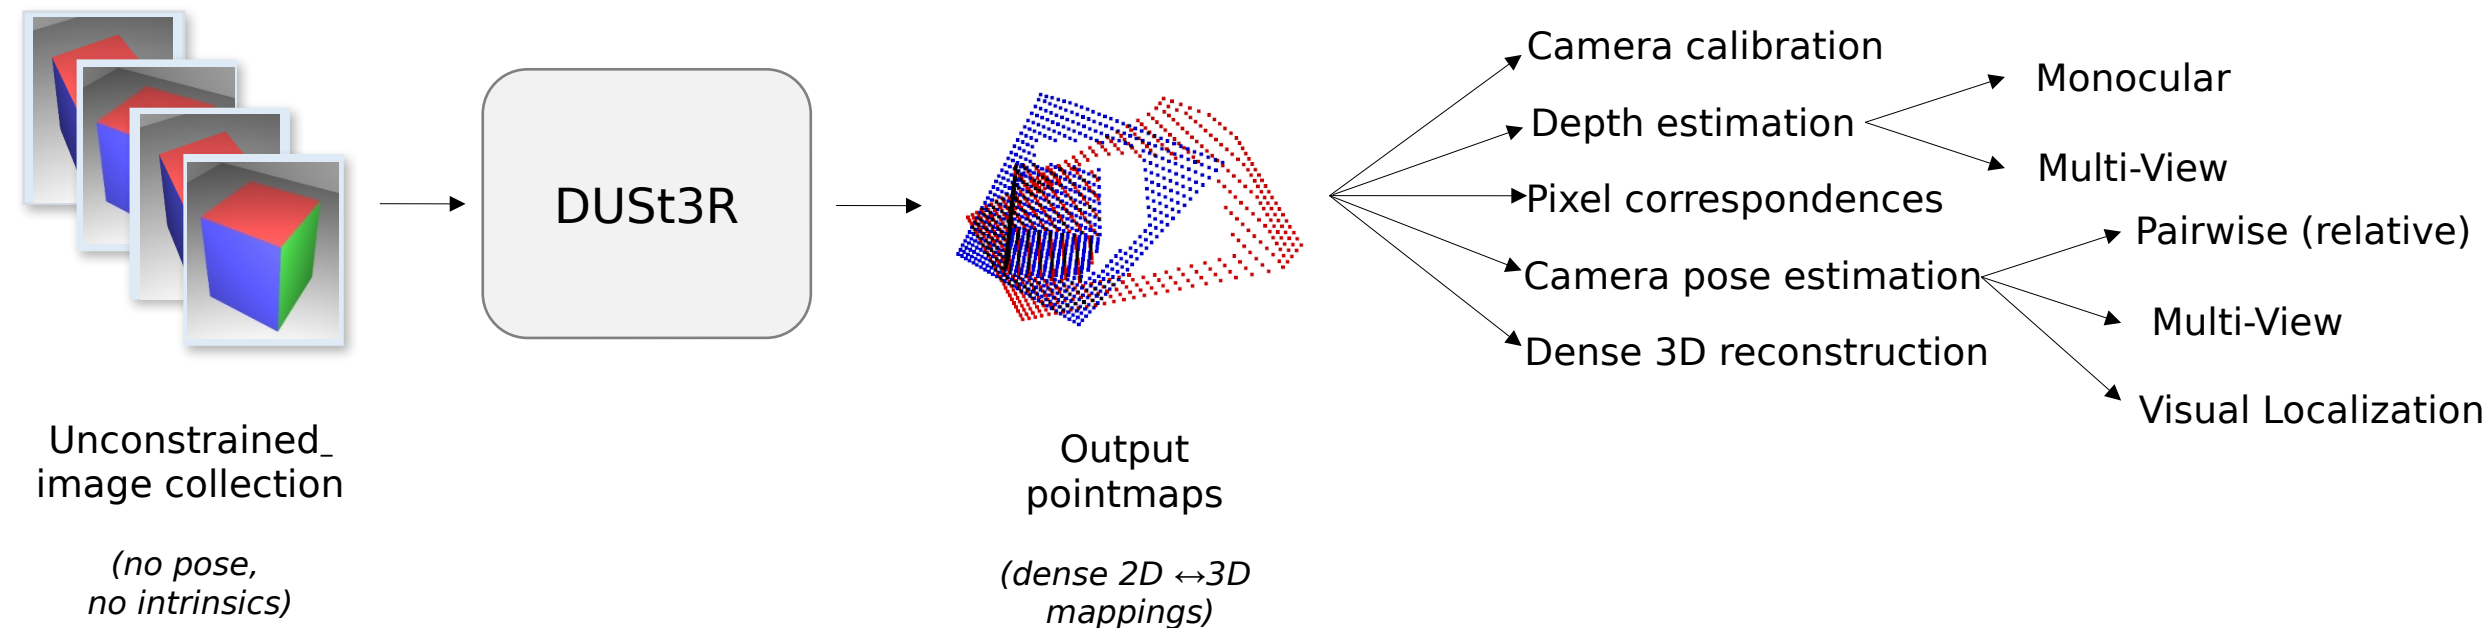 Unconstrained_
image collection
(no pose,
no intrinsics)
DUSt3R
Output
pointmaps
(dense 2D ↔3D
mappings)
Camera calibration
Depth estimation
Pixel correspondences
Camera pose estimation
Dense 3D reconstruction
Monocular
Multi-View
Pairwise (relative)
Multi-View
Visual Localization